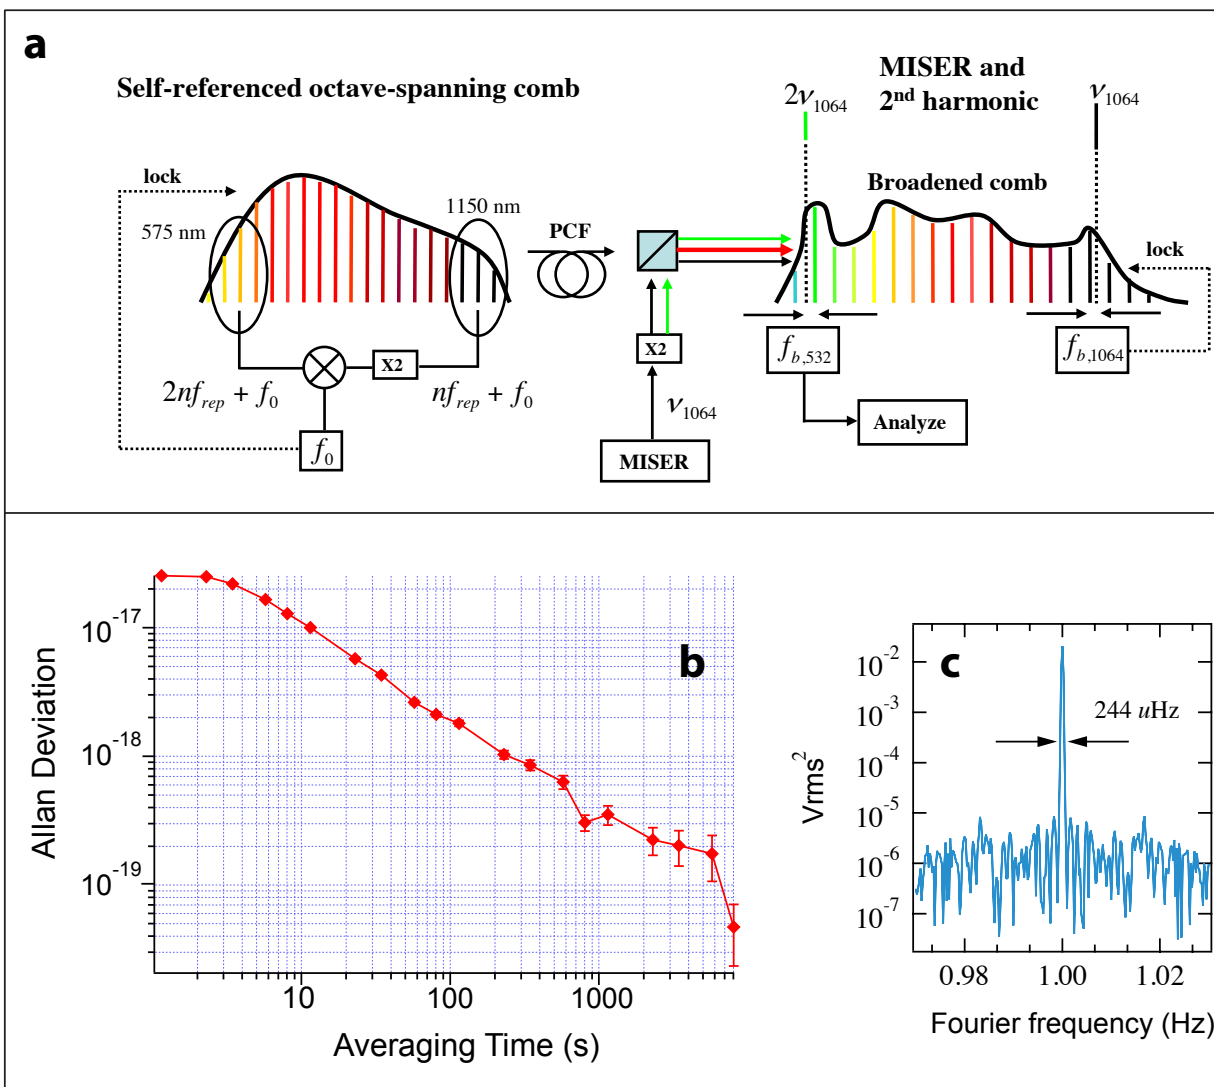 a
Self-referenced octave-spanning comb
MISER and
2nd harmonic
2ν1064
ν1064
lock
575 nm
1150 nm
PCF
Broadened comb
lock
X2
X2
2nfrep + f0
nfrep + f0
f0
ν1064
MISER
fb,532
fb,1064
Analyze
b
Allan Deviation
10-17
10-18
10-19
10
100
1000
Averaging Time (s)
c
Vrms2
10-2
10-3
10-4
10-5
10-6
10-7
244 uHz
0.98
1.00
1.02
Fourier frequency (Hz)